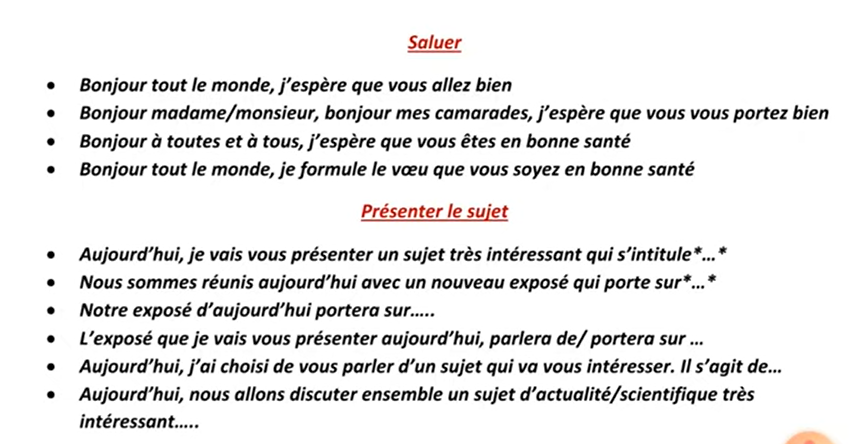 Saluer
• Bonjour tout le monde, j’espère que vous allez bien
• Bonjour madame/monsieur, bonjour mes camarades, j’espère que vous vous portez bien
• Bonjour à toutes et à tous, j’espère que vous êtes en bonne santé
• Bonjour tout le monde, je formule le vœu que vous soyez en bonne santé
Présenter le sujet
• Aujourd’hui, je vais vous présenter un sujet très intéressant qui s’intitule*…*
• Nous sommes réunis aujourd’hui avec un nouveau exposé qui porte sur*…*
• Notre exposé d’aujourd’hui portera sur…..
• L’exposé que je vais vous présenter aujourd’hui, parlera de/ portera sur …
• Aujourd’hui, j’ai choisi de vous parler d’un sujet qui va vous intéresser. Il s’agit de…
• Aujourd’hui, nous allons discuter ensemble un sujet d’actualité/scientifique très
intéressant…..